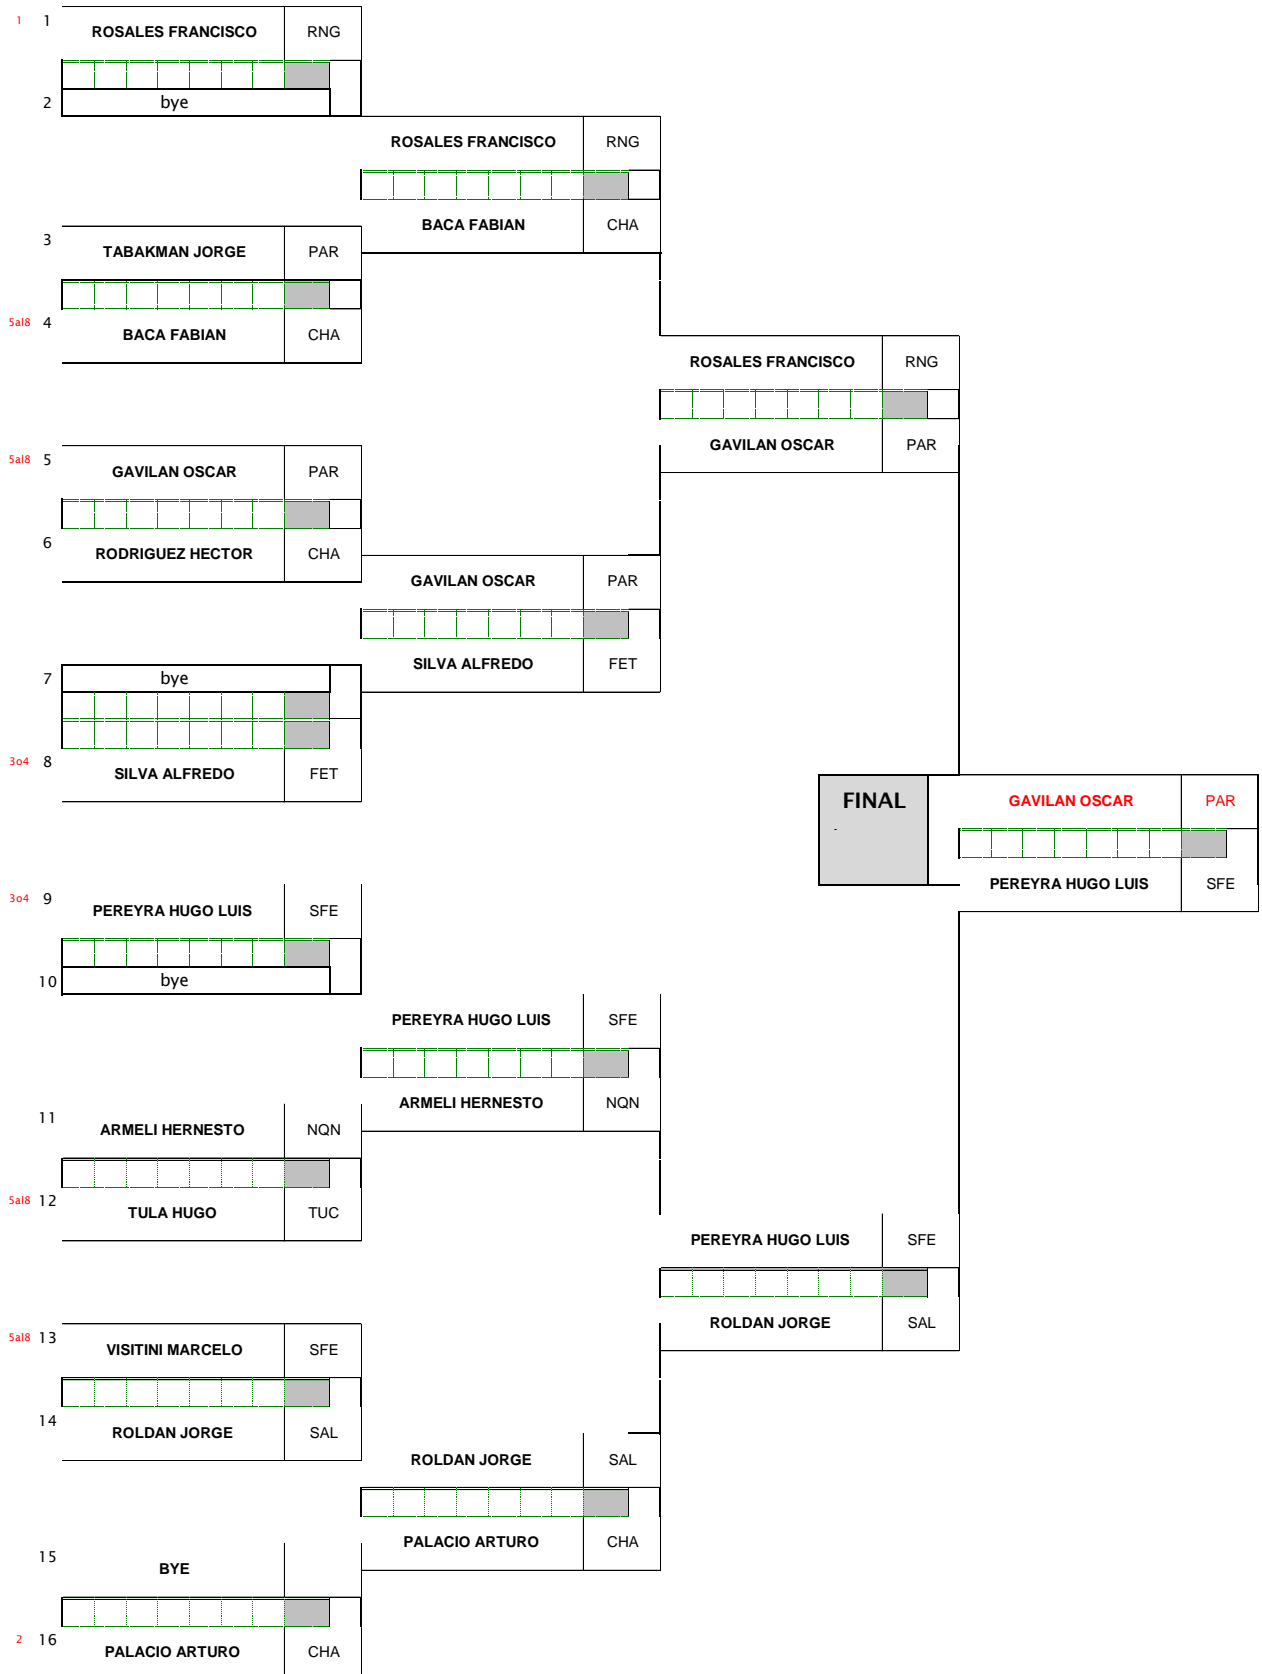 1 1 ROSALES FRANCISCO RNG
2 bye
ROSALES FRANCISCO RNG
BACA FABIAN CHA
3 TABAKMAN JORGE PAR
5al8 4 BACA FABIAN CHA
ROSALES FRANCISCO RNG
GAVILAN OSCAR PAR
5al8 5 GAVILAN OSCAR PAR
6 RODRIGUEZ HECTOR CHA
GAVILAN OSCAR PAR
SILVA ALFREDO FET
7 bye
3o4 8 SILVA ALFREDO FET
FINAL GAVILAN OSCAR PAR
-
PEREYRA HUGO LUIS SFE
3o4 9 PEREYRA HUGO LUIS SFE
10 bye
PEREYRA HUGO LUIS SFE
ARMELI HERNESTO NQN
11 ARMELI HERNESTO NQN
5al8 12 TULA HUGO TUC
PEREYRA HUGO LUIS SFE
ROLDAN JORGE SAL
5al8 13 VISITINI MARCELO SFE
14 ROLDAN JORGE SAL
ROLDAN JORGE SAL
PALACIO ARTURO CHA
15 BYE
2 16 PALACIO ARTURO CHA